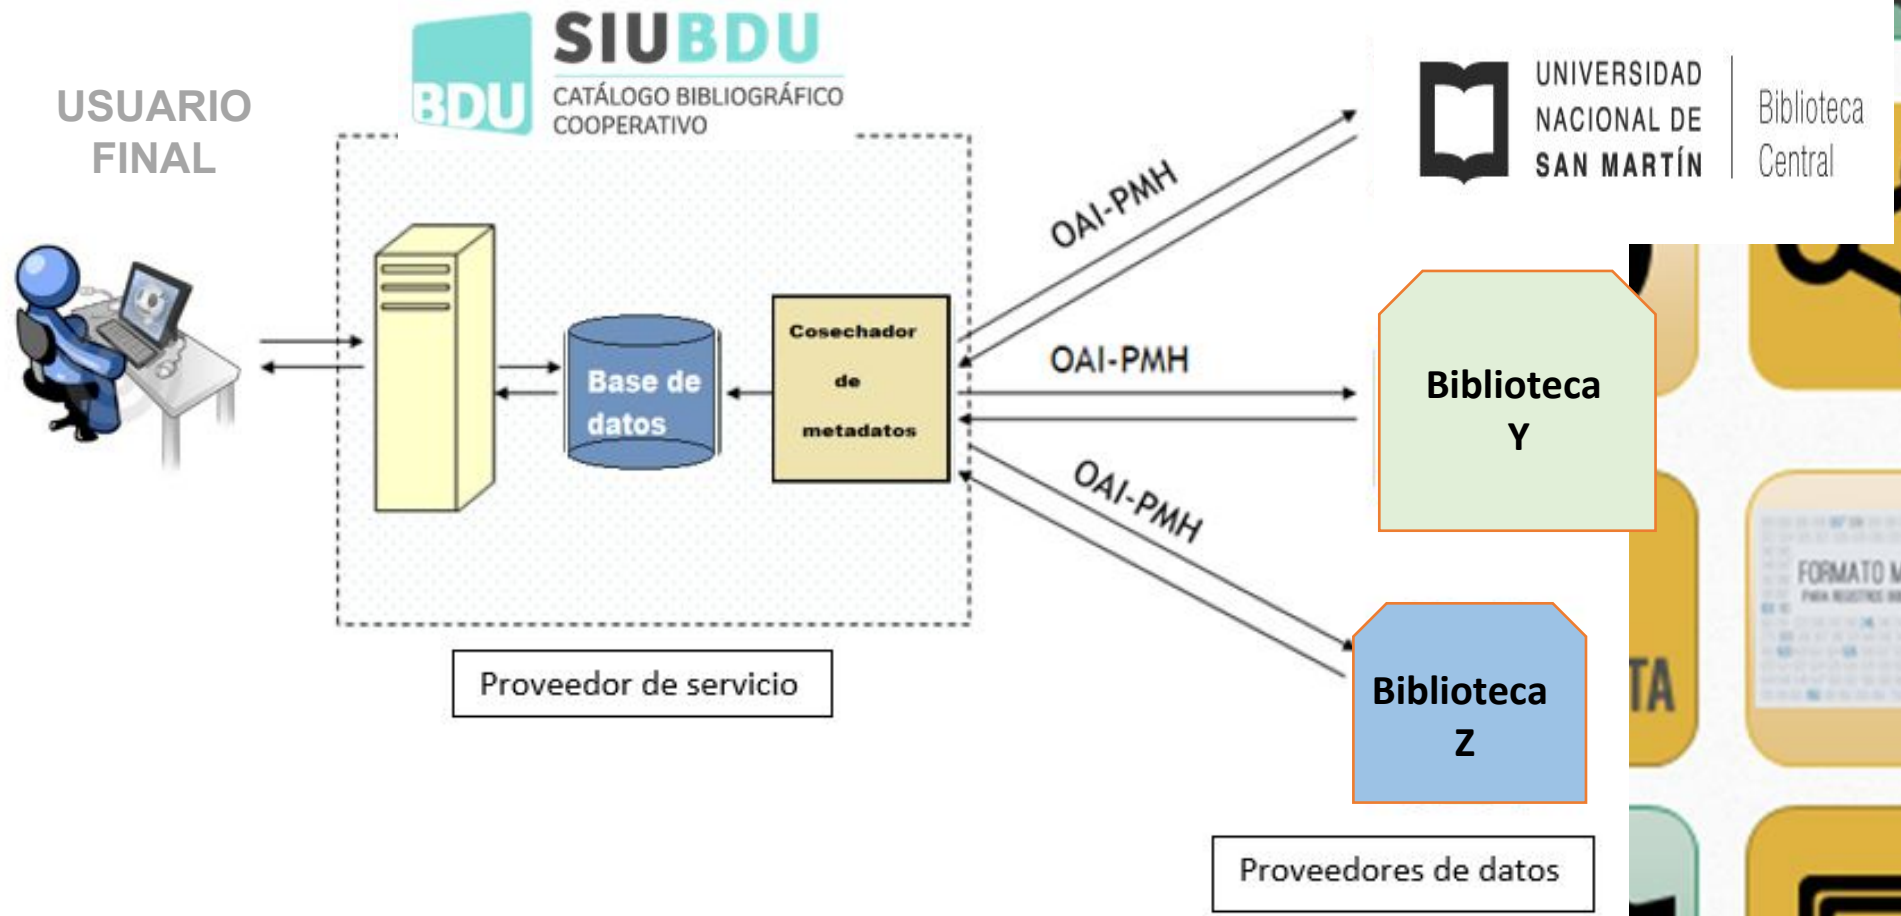 SIUBDU
BDU
CATÁLOGO BIBLIOGRÁFICO
COOPERATIVO
USUARIO
FINAL
UNIVERSIDAD
NACIONAL DE
SAN MARTÍN
Biblioteca
Central
OAI-PMH
Cosechador
de
metadatos
Base de
datos
OAI-PMH
Biblioteca
Y
OAI-PMH
FORMATO M
Proveedor de servicio
Biblioteca
Z
TA
Proveedores de datos